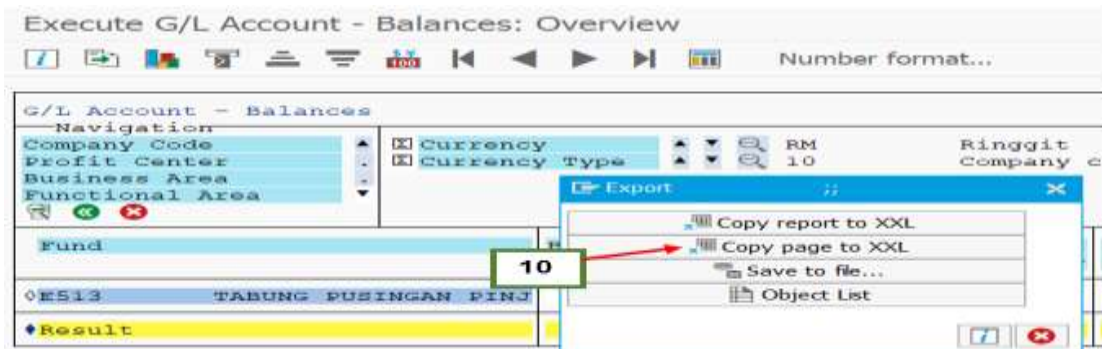 Execute G/L Account - Balances: Overview
Number format...
G/L Account - Balances
Navigation
Company Code
Profit Center
Business Area
Functional Area
Currency RM Ringgit
Currency Type 10 Company c
Export
Copy report to XXL
Copy page to XXL
Save to file...
Object List
10
Fund
E513 TABUNG PUSINGAN PINJ
Result